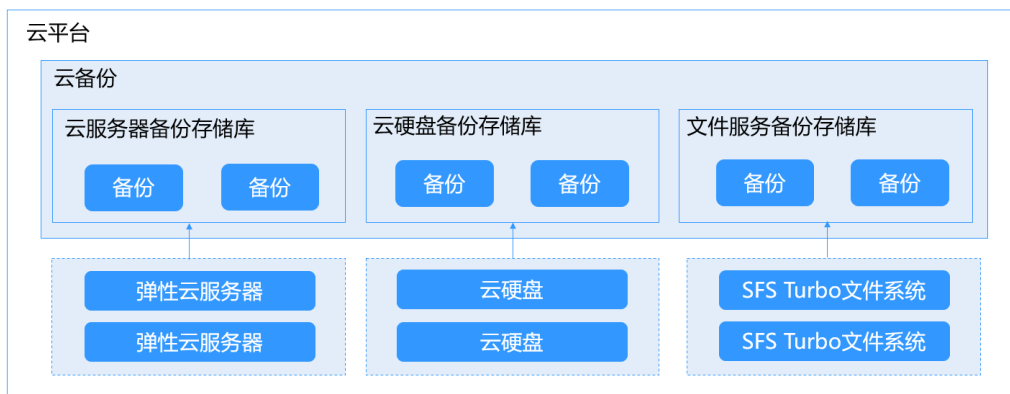 云平台
云备份
云服务器备份存储库
云硬盘备份存储库
文件服务备份存储库
备份
备份
备份
备份
备份
备份
弹性云服务器
云硬盘
SFS Turbo文件系统
弹性云服务器
云硬盘
SFS Turbo文件系统